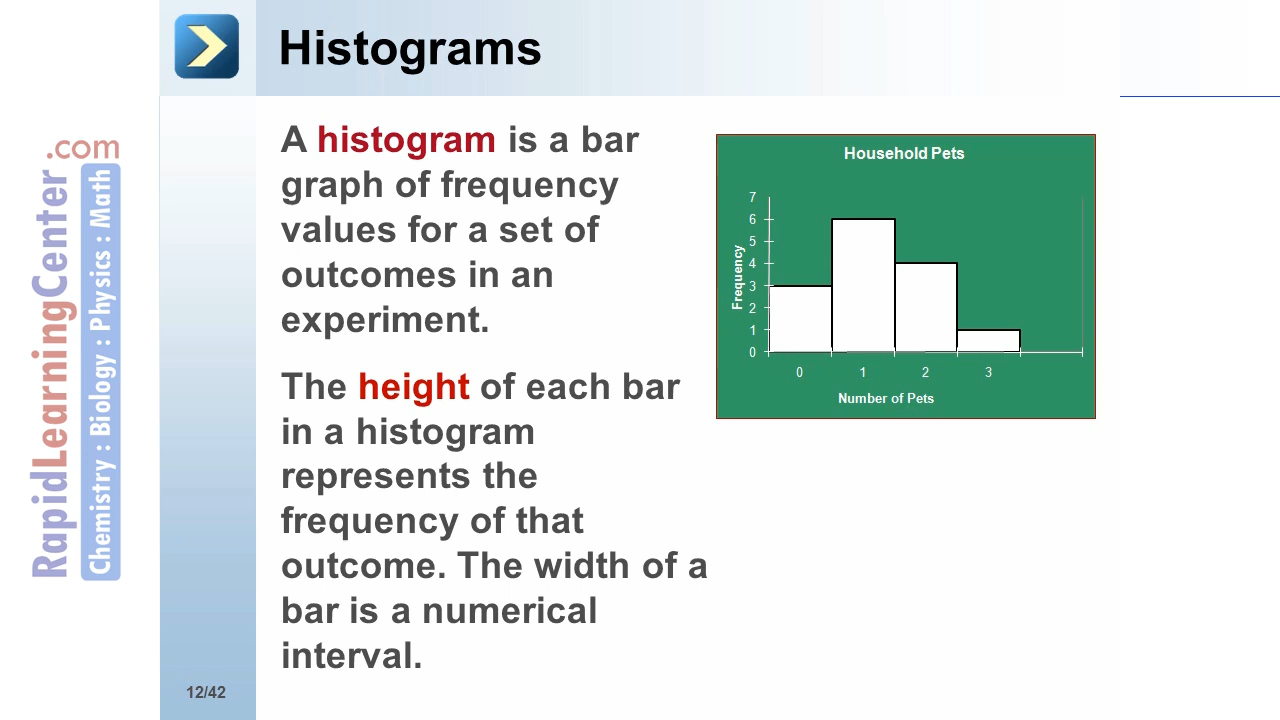 Histograms
A histogram is a bar
graph of frequency
values for a set of
outcomes in an
experiment.
The height of each bar
in a histogram
represents the
frequency of that
outcome. The width of a
bar is a numerical
interval.
Household Pets
7
6
5
4
3
2
1
0
Frequency
0 1 2 3
Number of Pets
RapidLearningCenter.com
Chemistry : Biology : Physics : Math
12/42